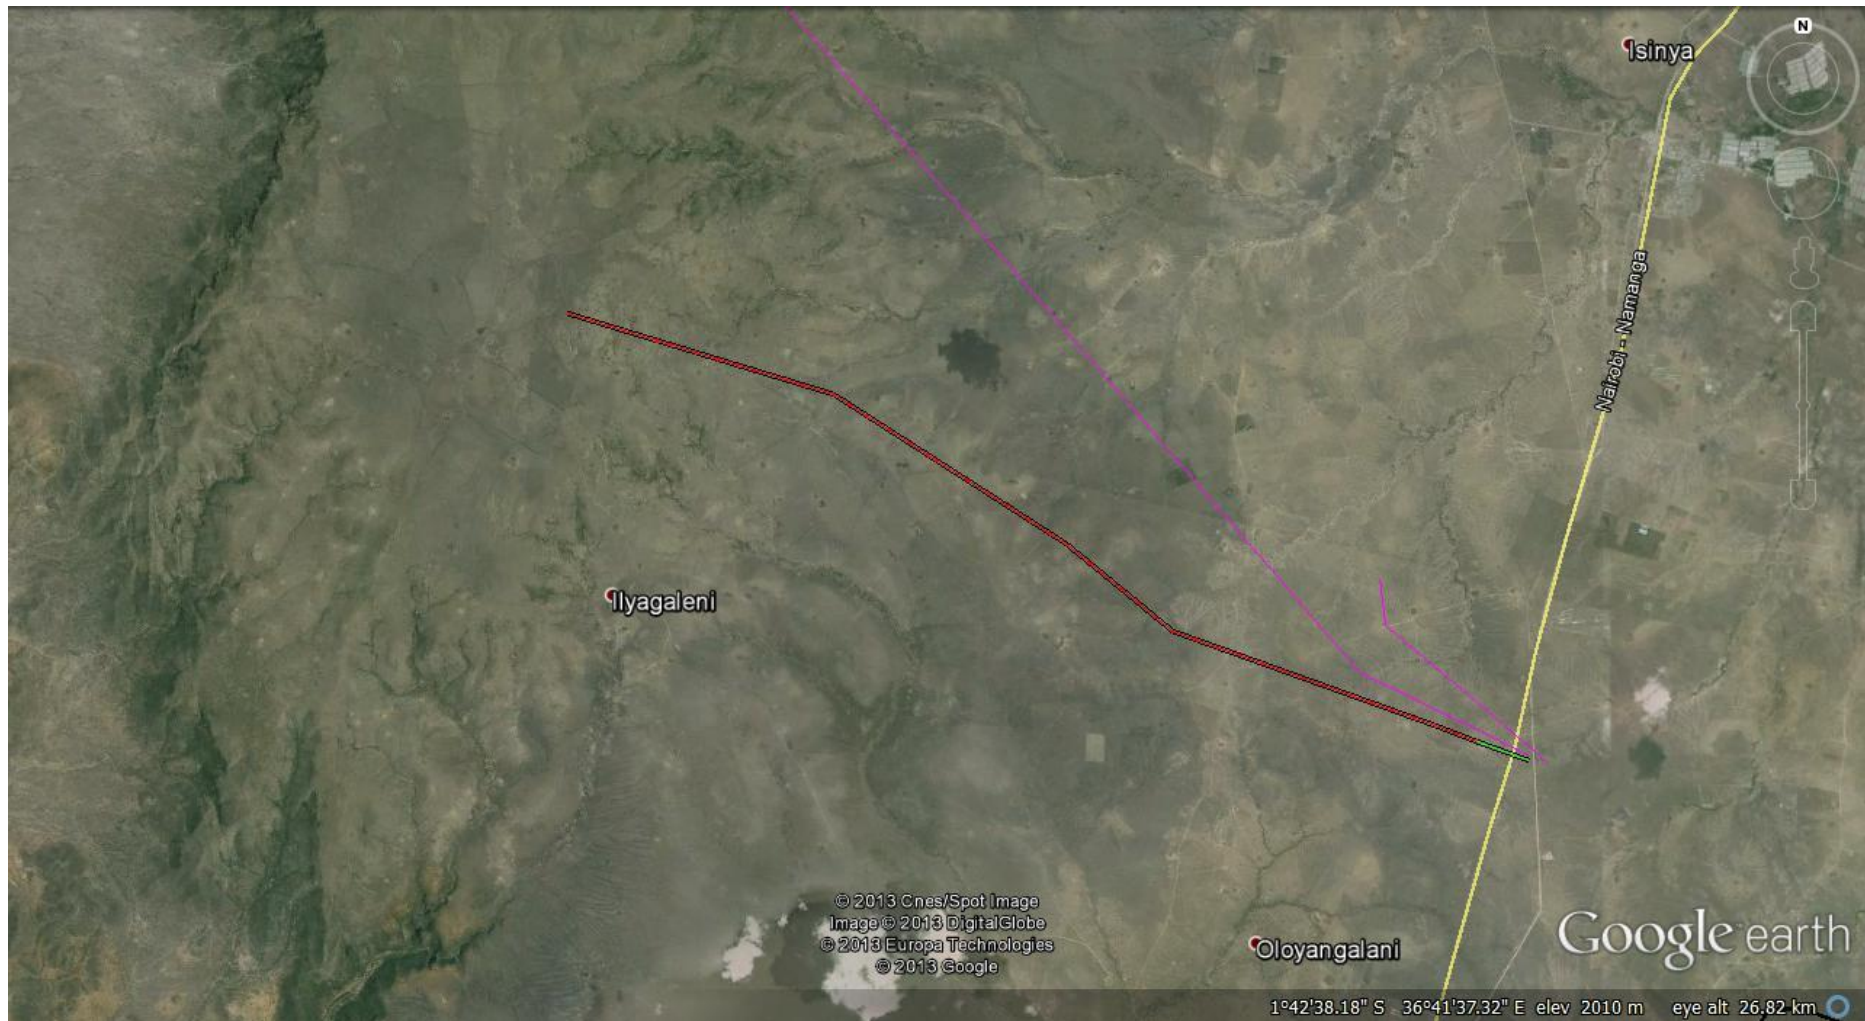 N
Isinya
Nairobi - Namanga
Ilyagaleni
© 2013 Cnes/Spot Image
Image © 2013 DigitalGlobe
© 2013 Europa Technologies
© 2013 Google
Oloyangalani
Google earth
1°42'38.18" S 36°41'37.32" E elev 2010 m eye alt 26.82 km